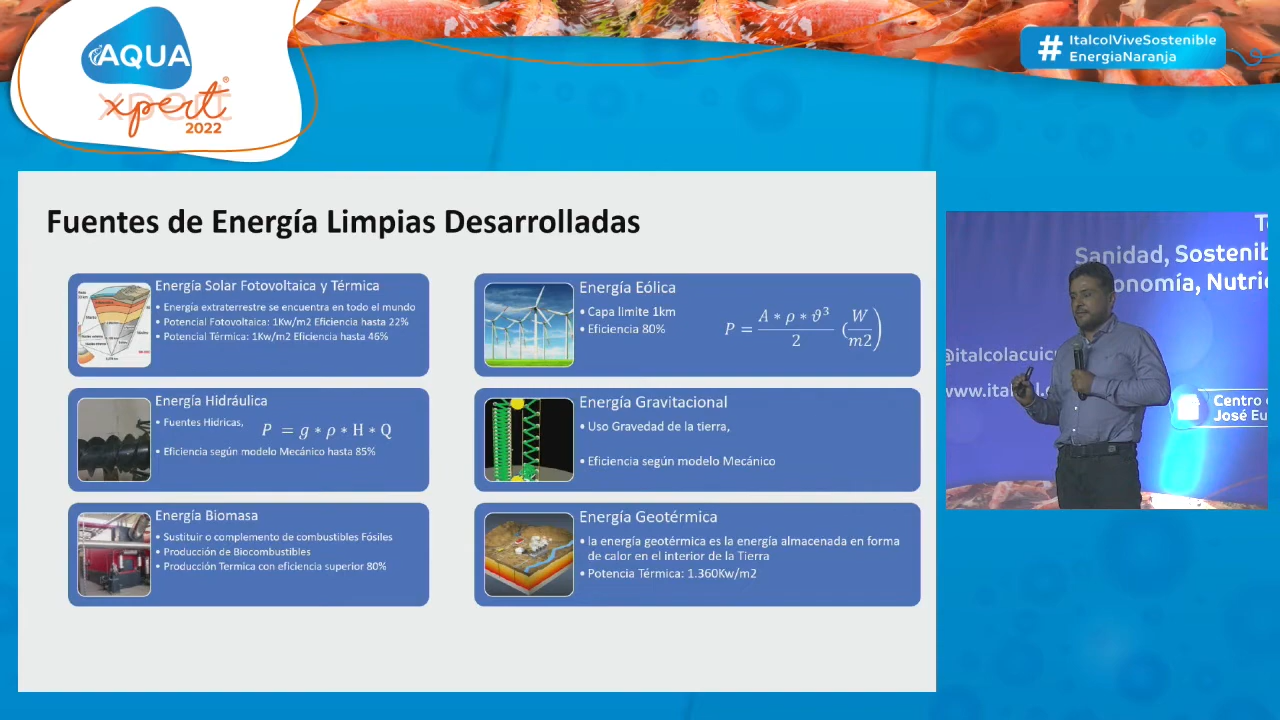 AQUA
xpert®
2022
# ItalcolViveSostenible
EnergíaNaranja
Fuentes de Energía Limpias Desarrolladas
Energía Solar Fotovoltaica y Térmica
• Energía extraterrestre se encuentra en todo el mundo
• Potencial Fotovoltaica: 1Kw/m2 Eficiencia hasta 22%
• Potencial Térmica: 1Kw/m2 Eficiencia hasta 46%
Energía Hidráulica
• Fuentes Hidricas,
P = g * ρ * H * Q
• Eficiencia según modelo Mecánico hasta 85%
Energía Biomasa
• Sustituir o complemento de combustibles Fósiles
• Producción de Biocombustibles
• Producción Termica con eficiencia superior 80%
Energía Eólica
• Capa limite 1km
• Eficiencia 80%
P = A * ρ * ϑ³ / 2 (W/m2)
Energía Gravitacional
• Uso Gravedad de la tierra,
• Eficiencia según modelo Mecánico
Energía Geotérmica
• la energía geotérmica es la energía almacenada en forma
de calor en el interior de la Tierra
• Potencia Térmica: 1.360Kw/m2
Sanidad, Sostenib
onomía, Nutri
@italcolacuic
www.ital
Centro
José Eu